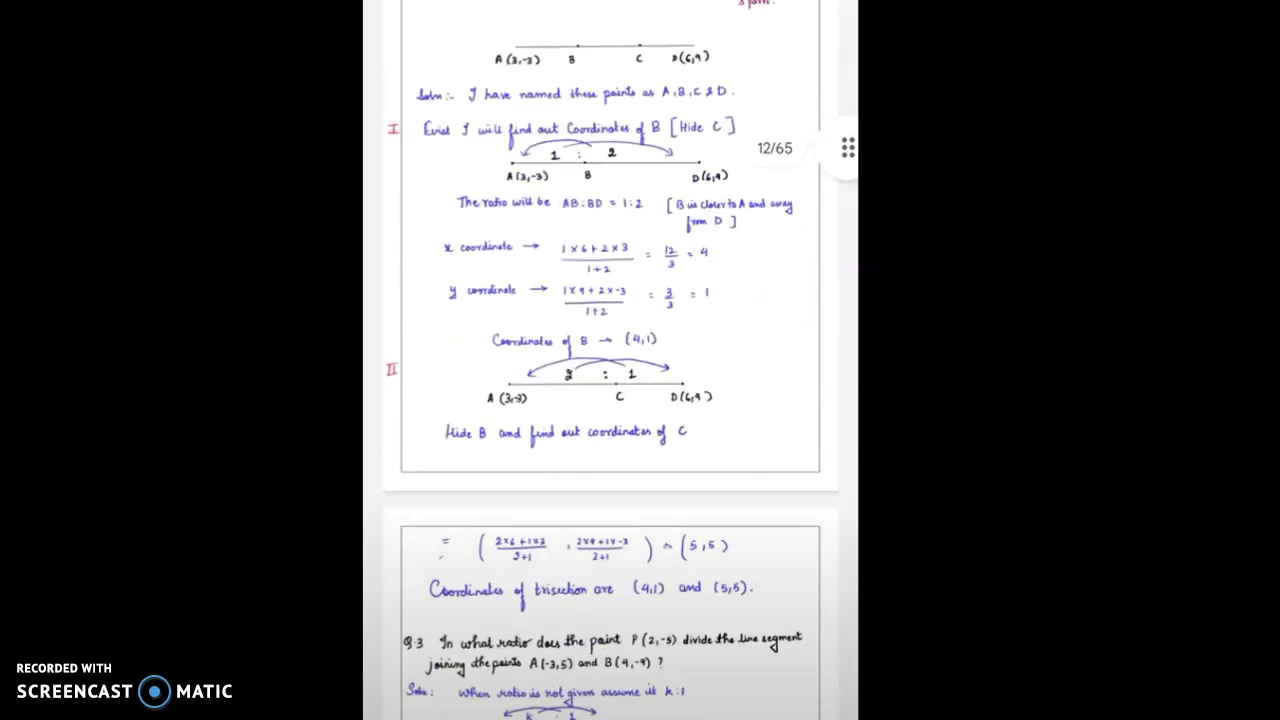 3 parts.
A (3,-3) B C D(6,9)
Soln:- I have named these points as A, B, C & D.
I First I will find out Coordinates of B [Hide C]
12/65
1 : 2
A (3,-3) B D(6,9)
The ratio will be AB:BD = 1:2 [B is closer to A and away
from D]
x coordinate → 1×6+2×3 / 1+2 = 12/3 = 4
y coordinate → 1×9+2×-3 / 1+2 = 3/3 = 1
Coordinates of B → (4,1)
II
2 : 1
A (3,-3) C D(6,9)
Hide B and find out coordinates of C
= ( 2×6+1×3 / 2+1 , 2×9+1×-3 / 2+1 ) ~ (5,5)
Coordinates of trisection are (4,1) and (5,5).
Q.3 In what ratio does the point P(2,-5) divide the line segment
joining the points A(-3,5) and B(4,-9) ?
Soln: When ratio is not given assume it k:1
k : 1
RECORDED WITH
SCREENCAST MATIC